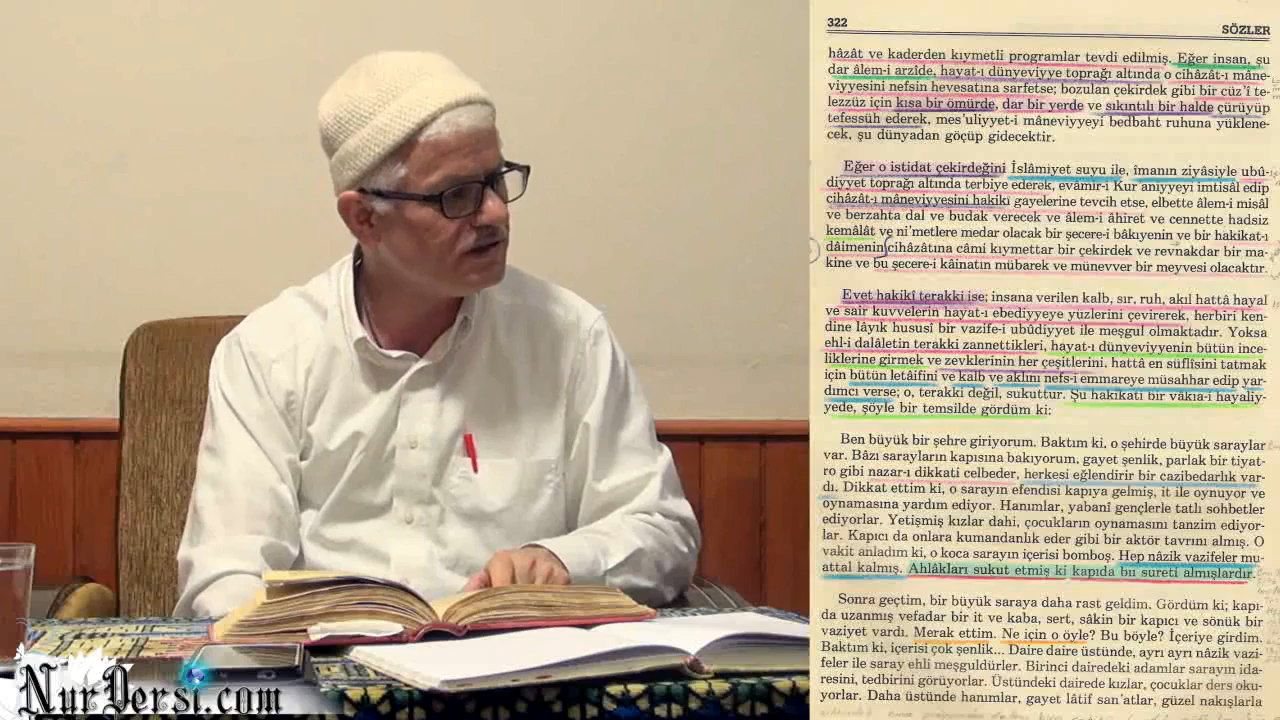 322
SÖZLER
hâzât ve kaderden kıymetli programlar tevdi edilmiş. Eğer insan, şu
dar âlem-i arzîde, hayat-ı dünyeviyye toprağı altında o cihâzât-ı mâne-
viyyesini nefsin hevesatına sarfetse; bozulan çekirdek gibi bir cüz'î te-
lezzüz için kısa bir ömürde, dar bir yerde ve sıkıntılı bir halde çürüyüp
tefessüh ederek, mes'uliyyet-i mâneviyyeyi bedbaht ruhuna yüklene-
cek, şu dünyadan göçüp gidecektir.
Eğer o istidat çekirdeğini İslâmiyet suyu ile, îmanın ziyâsiyle ubû-
diyyet toprağı altında terbiye ederek, evâmir-i Kur'aniyyeyi imtisâl edip
cihâzât-ı mâneviyyesini hakikî gayelerine tevcih etse, elbette âlem-i misâl
ve berzahta dal ve budak verecek ve âlem-i âhiret ve cennette hadsiz
kemâlât ve ni'metlere medar olacak bir şecere-i bâkıyenin ve bir hakikat-ı
dâimenin cihâzâtına câmi kıymettar bir çekirdek ve revnakdar bir ma-
kine ve bu şecere-i kâinatın mübarek ve münevver bir meyvesi olacaktır.
Evet hakikî terakki ise; insana verilen kalb, sır, ruh, akıl hattâ hayal
ve sair kuvvelerin hayat-ı ebediyyeye yüzlerini çevirerek, herbiri ken-
dine lâyık hususî bir vazife-i ubûdiyyet ile meşgul olmaktadır. Yoksa
ehl-i dalâletin terakki zannettikleri, hayat-ı dünyeviyyenin bütün ince-
liklerine girmek ve zevklerinin her çeşitlerini, hattâ en süflîsini tatmak
için bütün letâifini ve kalb ve aklını nefs-i emmareye müsahhar edip yar-
dımcı verse; o, terakki değil, sukuttur. Şu hakikatı bir vâkıa-i hayaliy-
yede, şöyle bir temsilde gördüm ki:
Ben büyük bir şehre giriyorum. Baktım ki, o şehirde büyük saraylar
var. Bâzı sarayların kapısına bakıyorum, gayet şenlik, parlak bir tiyat-
ro gibi nazar-ı dikkati celbeder, herkesi eğlendirir bir cazibedarlık var-
dı. Dikkat ettim ki, o sarayın efendisi kapıya gelmiş, it ile oynuyor ve
oynamasına yardım ediyor. Hanımlar, yabanî gençlerle tatlı sohbetler
ediyorlar. Yetişmiş kızlar dahi, çocukların oynamasını tanzim ediyor-
lar. Kapıcı da onlara kumandanlık eder gibi bir aktör tavrını almış. O
vakit anladım ki, o koca sarayın içerisi bomboş. Hep nâzik vazifeler mu-
attal kalmış. Ahlâkları sukut etmiş ki kapıda bu sureti almışlardır.
Sonra geçtim, bir büyük saraya daha rast geldim. Gördüm ki; kapı-
da uzanmış vefadar bir it ve kaba, sert, sâkin bir kapıcı ve sönük bir
vaziyet vardı. Merak ettim. Ne için o öyle? Bu böyle? İçeriye girdim.
Baktım ki, içerisi çok şenlik... Daire daire üstünde, ayrı ayrı nâzik vazi-
feler ile saray ehli meşguldürler. Birinci dairedeki adamlar sarayın ida-
resini, tedbirini görüyorlar. Üstündeki dairede kızlar, çocuklar ders oku-
yorlar. Daha üstünde hanımlar, gayet lâtif san'atlar, güzel nakışlarla
NurDersi.com